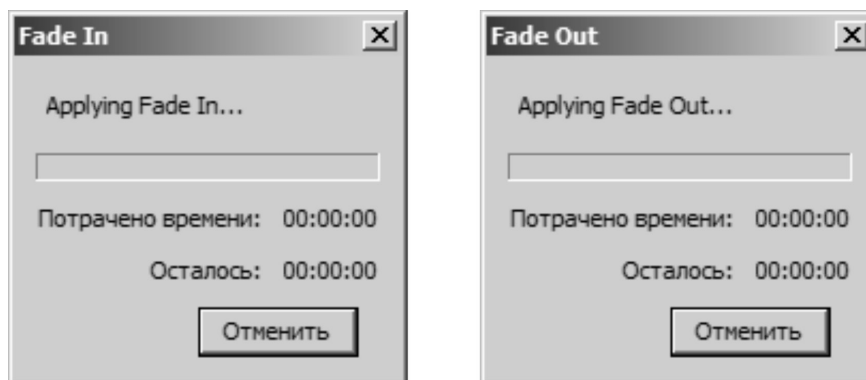 Fade In
Applying Fade In...
Потрачено времени: 00:00:00
Осталось: 00:00:00
Отменить
Fade Out
Applying Fade Out...
Потрачено времени: 00:00:00
Осталось: 00:00:00
Отменить